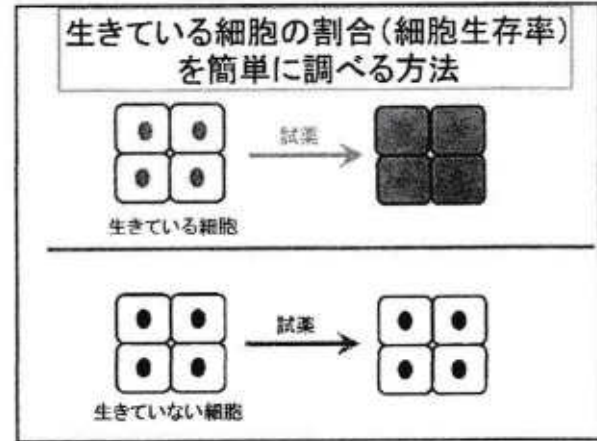 生きている細胞の割合(細胞生存率)
を簡単に調べる方法
試薬
生きている細胞
試薬
生きていない細胞